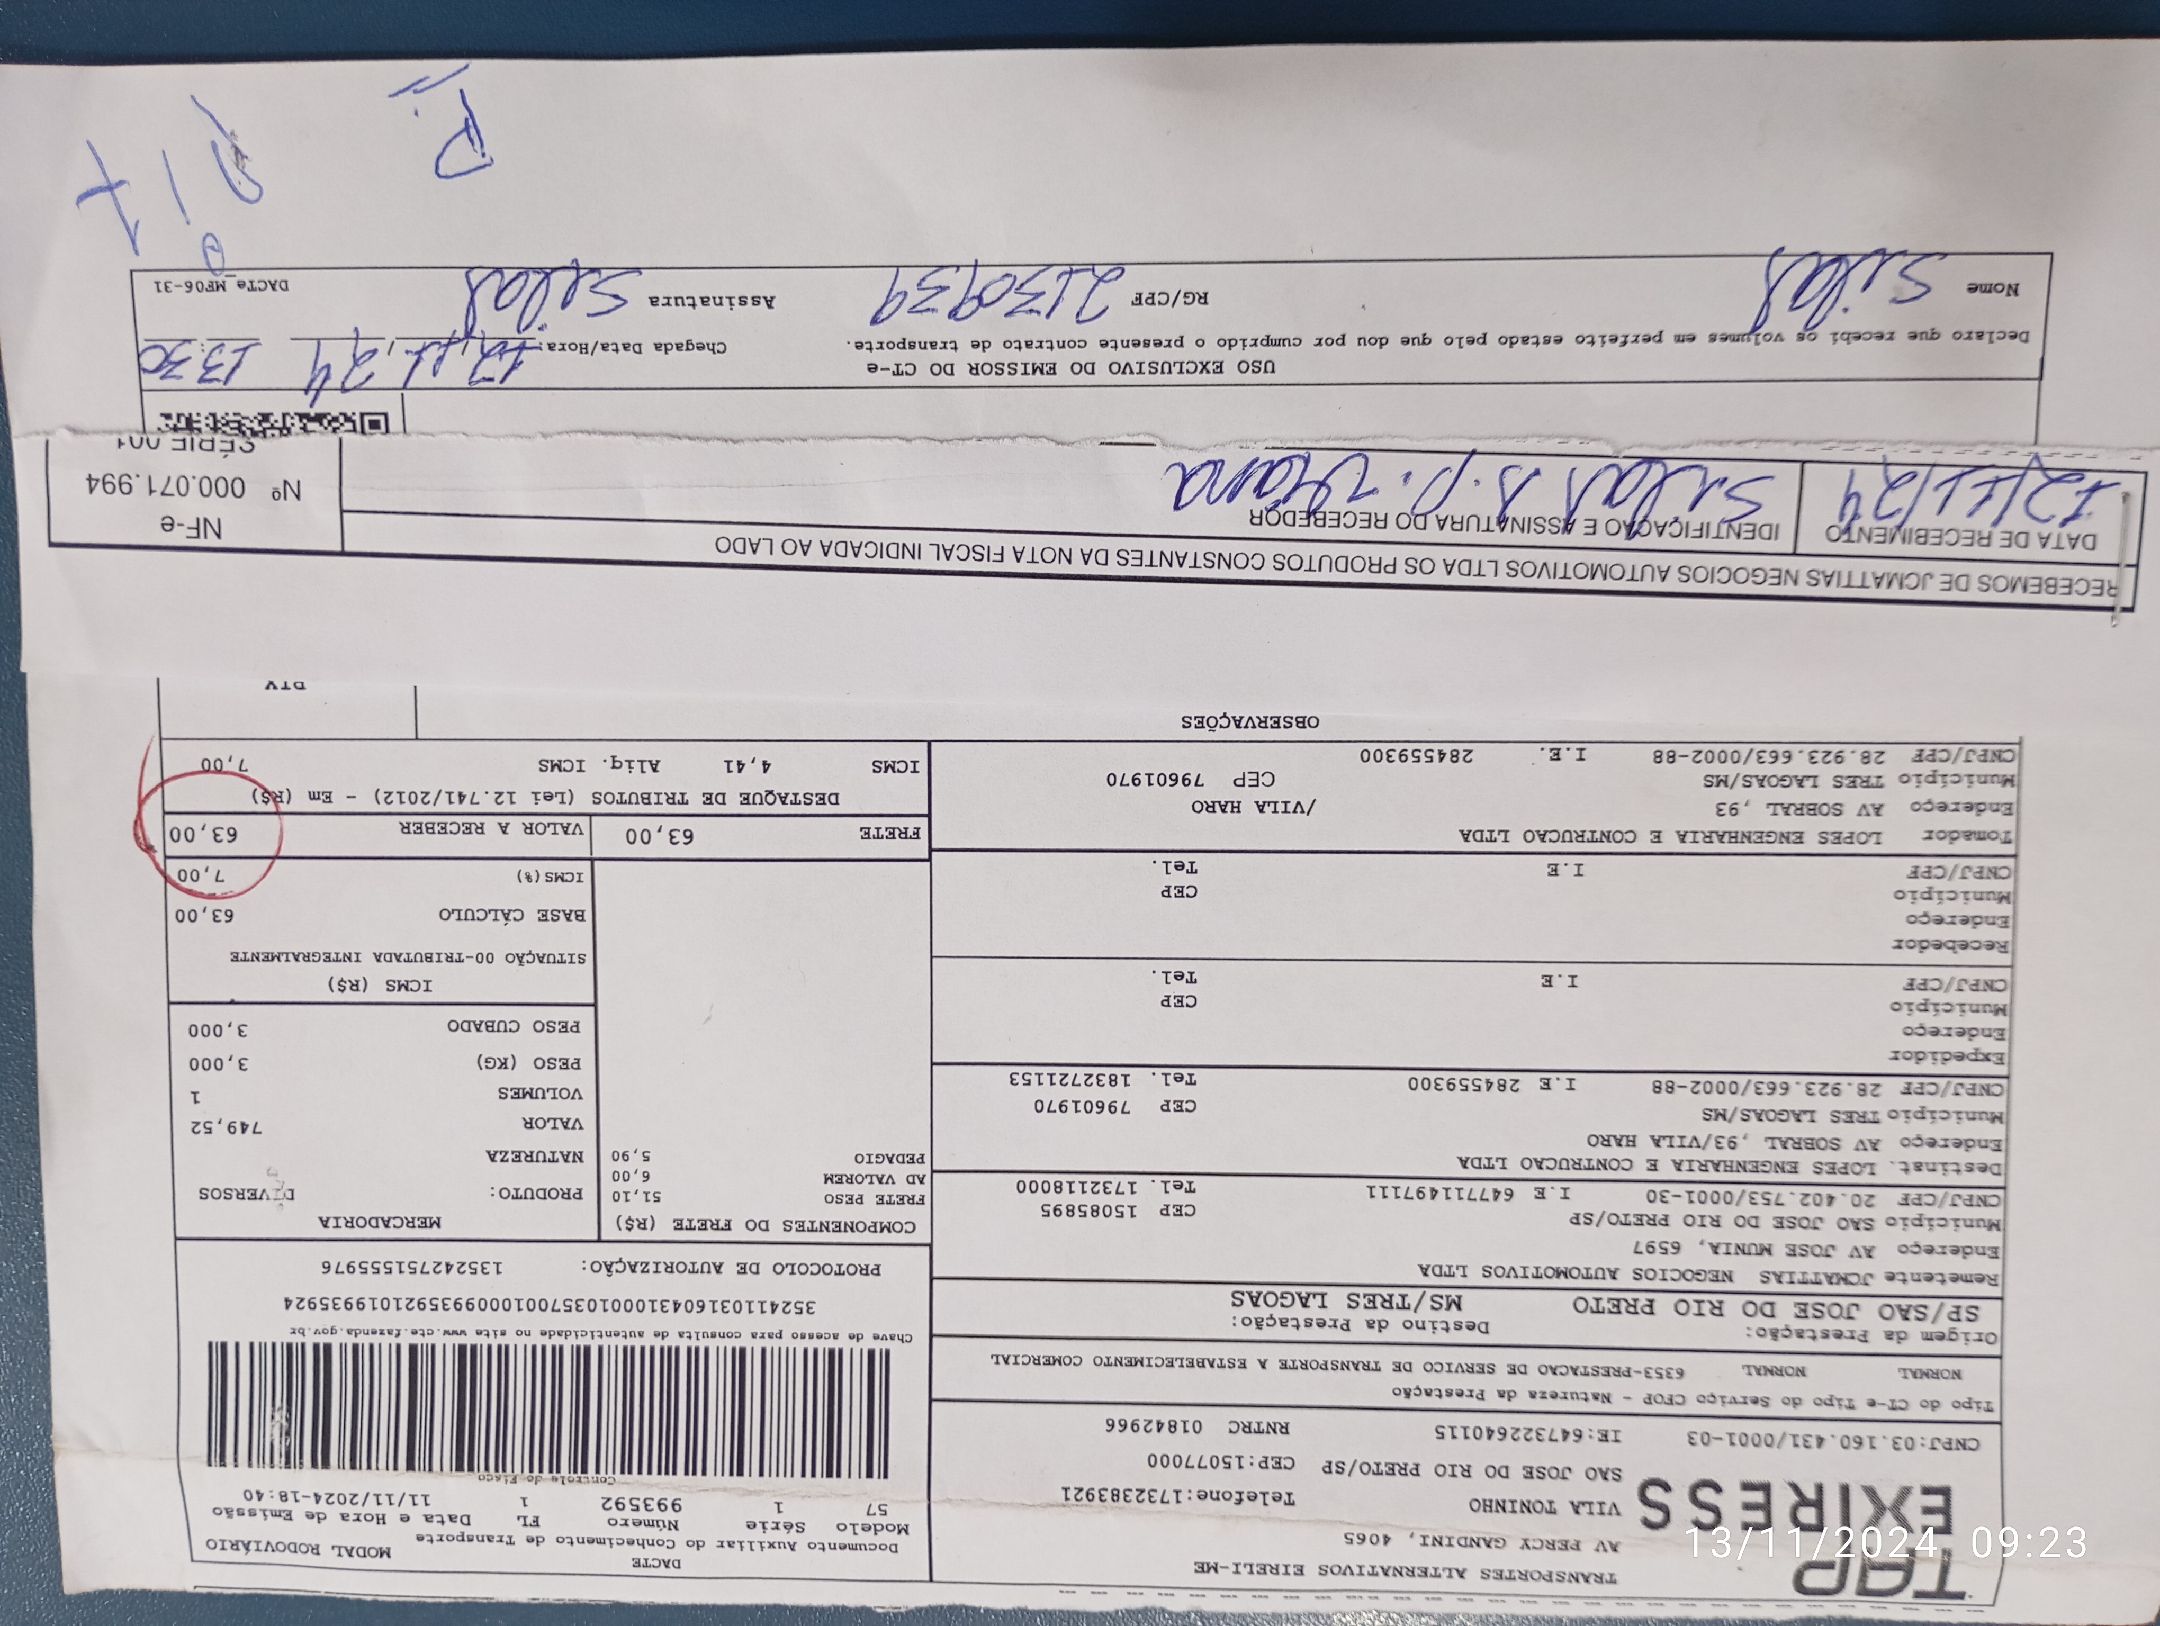 TAP
EXIRESS
TRANSPORTES ALTERNATIVOS EIRELI-ME
AV PERCY GANDINI, 4065
VILA TONINHO Telefone:1732383921
SAO JOSE DO RIO PRETO/SP CEP:15077000
CNPJ:03.160.431/0001-03 IE:647322640115 RNTRC 01842966
DACTE
Documento Auxiliar do Conhecimento de Transporte
MODAL RODOVIÁRIO
Modelo Série Número FL Data e Hora de Emissão
57 1 993592 1 11/11/2024-18:40
Controle do Fisco
Chave de acesso para consulta de autenticidade no site www.cte.fazenda.gov.br
35241103160431000103570010009935921019935924
PROTOCOLO DE AUTORIZAÇÃO: 135242751555976
Tipo do CT-e Tipo do Serviço CFOP - Natureza da Prestação
NORMAL NORMAL 6353-PRESTACAO DE SERVICO DE TRANSPORTE A ESTABELECIMENTO COMERCIAL
Origem da Prestação: Destino da Prestação:
SP/SAO JOSE DO RIO PRETO MS/TRES LAGOAS
Remetente JCMATTIAS NEGOCIOS AUTOMOTIVOS LTDA
Endereço AV JOSE MUNIA, 6597
Município SAO JOSE DO RIO PRETO/SP CEP 15085895
CNPJ/CPF 20.402.753/0001-30 I.E 647711497111 Tel. 1732118000
Destinat. LOPES ENGENHARIA E CONTRUCAO LTDA
Endereço AV SOBRAL ,93/VILA HARO
Município TRES LAGOAS/MS CEP 79601970
CNPJ/CPF 28.923.663/0002-88 I.E 284559300 Tel. 1832721153
Expedidor
Endereço
Município CEP
CNPJ/CPF I.E Tel.
Recebedor
Endereço
Município CEP
CNPJ/CPF I.E Tel.
Tomador LOPES ENGENHARIA E CONTRUCAO LTDA
Endereço AV SOBRAL ,93 /VILA HARO
Município TRES LAGOAS/MS CEP 79601970
CNPJ/CPF 28.923.663/0002-88 I.E. 284559300
COMPONENTES DO FRETE (R$)
FRETE PESO 51,10
AD VALOREM 6,00
PEDAGIO 5,90
MERCADORIA
PRODUTO: DIVERSOS
NATUREZA
VALOR 749,52
VOLUMES 1
PESO (KG) 3,000
PESO CUBADO 3,000
ICMS (R$)
SITUAÇÃO 00-TRIBUTADA INTEGRALMENTE
BASE CÁLCULO 63,00
ICMS(%) 7,00
FRETE 63,00 VALOR A RECEBER 63,00
DESTAQUE DE TRIBUTOS (Lei 12.741/2012) - Em (R$)
ICMS 4,41 Aliq. ICMS 7,00
OBSERVAÇÕES
DTV
RECEBEMOS DE JCMATTIAS NEGOCIOS AUTOMOTIVOS LTDA OS PRODUTOS CONSTANTES DA NOTA FISCAL INDICADA AO LADO
DATA DE RECEBIMENTO IDENTIFICAÇÃO E ASSINATURA DO RECEBEDOR
12/11/24 Silas
NF-e
Nº 000.071.994
SÉRIE 001
USO EXCLUSIVO DO EMISSOR DO CT-e
Declaro que recebi os volumes em perfeito estado pelo que dou por cumprido o presente contrato de transporte.
Chegada Data/Hora: 12, 11, 24 13:30
Nome Silas RG/CPF 2130939 Assinatura Silas
DACTe_MF06-31
13/11/2024 09:23